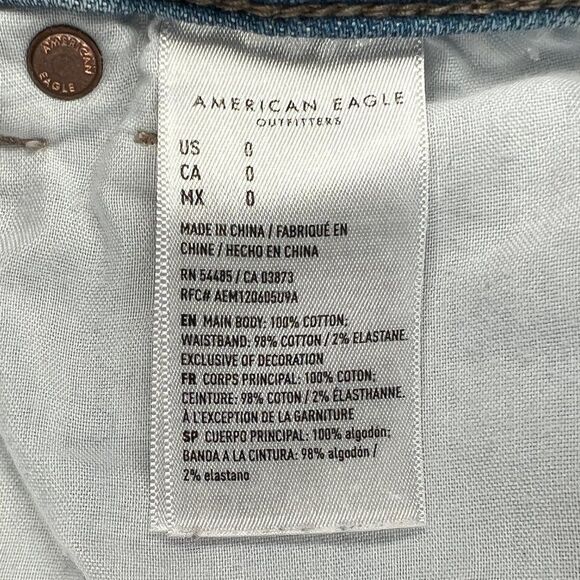 AMERICAN
EAGLE
AMERICAN EAGLE
OUTFITTERS
US 0
CA 0
MX 0
MADE IN CHINA / FABRIQUÉ EN
CHINE / HECHO EN CHINA
RN 54485 / CA 03873
RFC# AEM120605U9A
EN MAIN BODY: 100% COTTON;
WAISTBAND: 98% COTTON / 2% ELASTANE.
EXCLUSIVE OF DECORATION
FR CORPS PRINCIPAL: 100% COTON;
CEINTURE: 98% COTON / 2% ÉLASTHANNE.
À L'EXCEPTION DE LA GARNITURE
SP CUERPO PRINCIPAL: 100% algodón;
BANDA A LA CINTURA: 98% algodón /
2% elastano